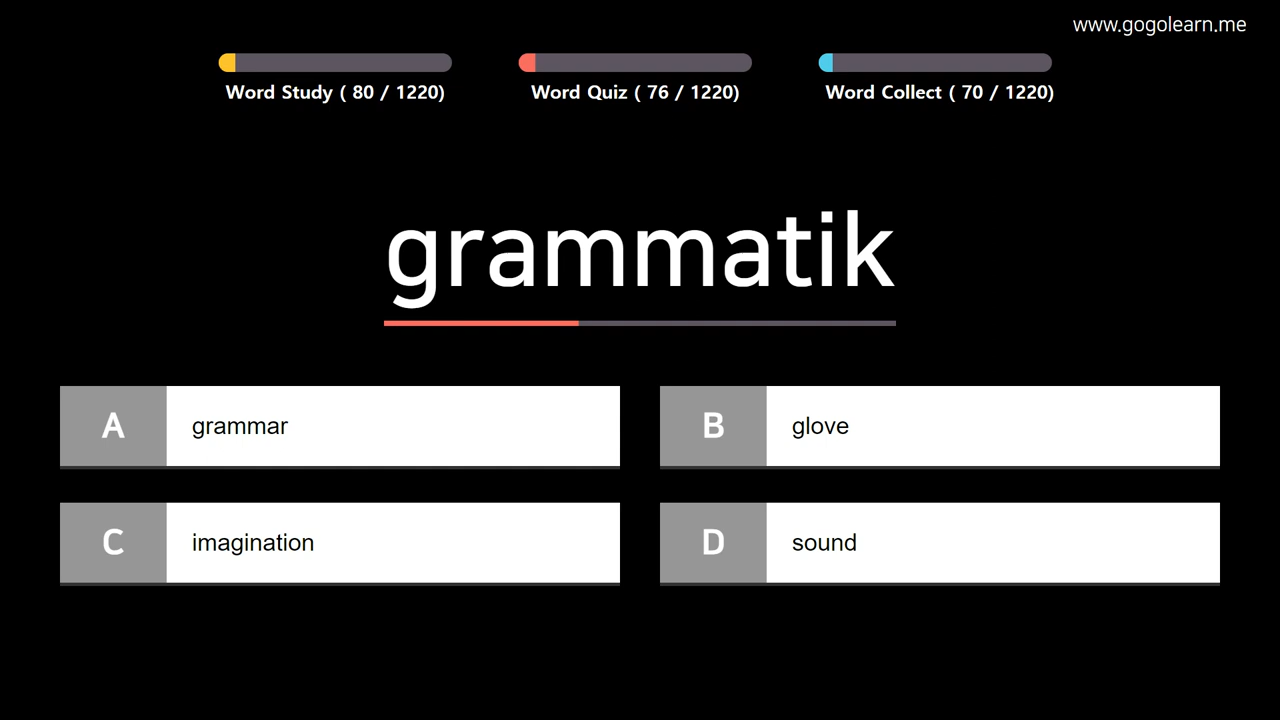 www.gogolearn.me
Word Study ( 80 / 1220)
Word Quiz ( 76 / 1220)
Word Collect ( 70 / 1220)
grammatik
A grammar
B glove
C imagination
D sound